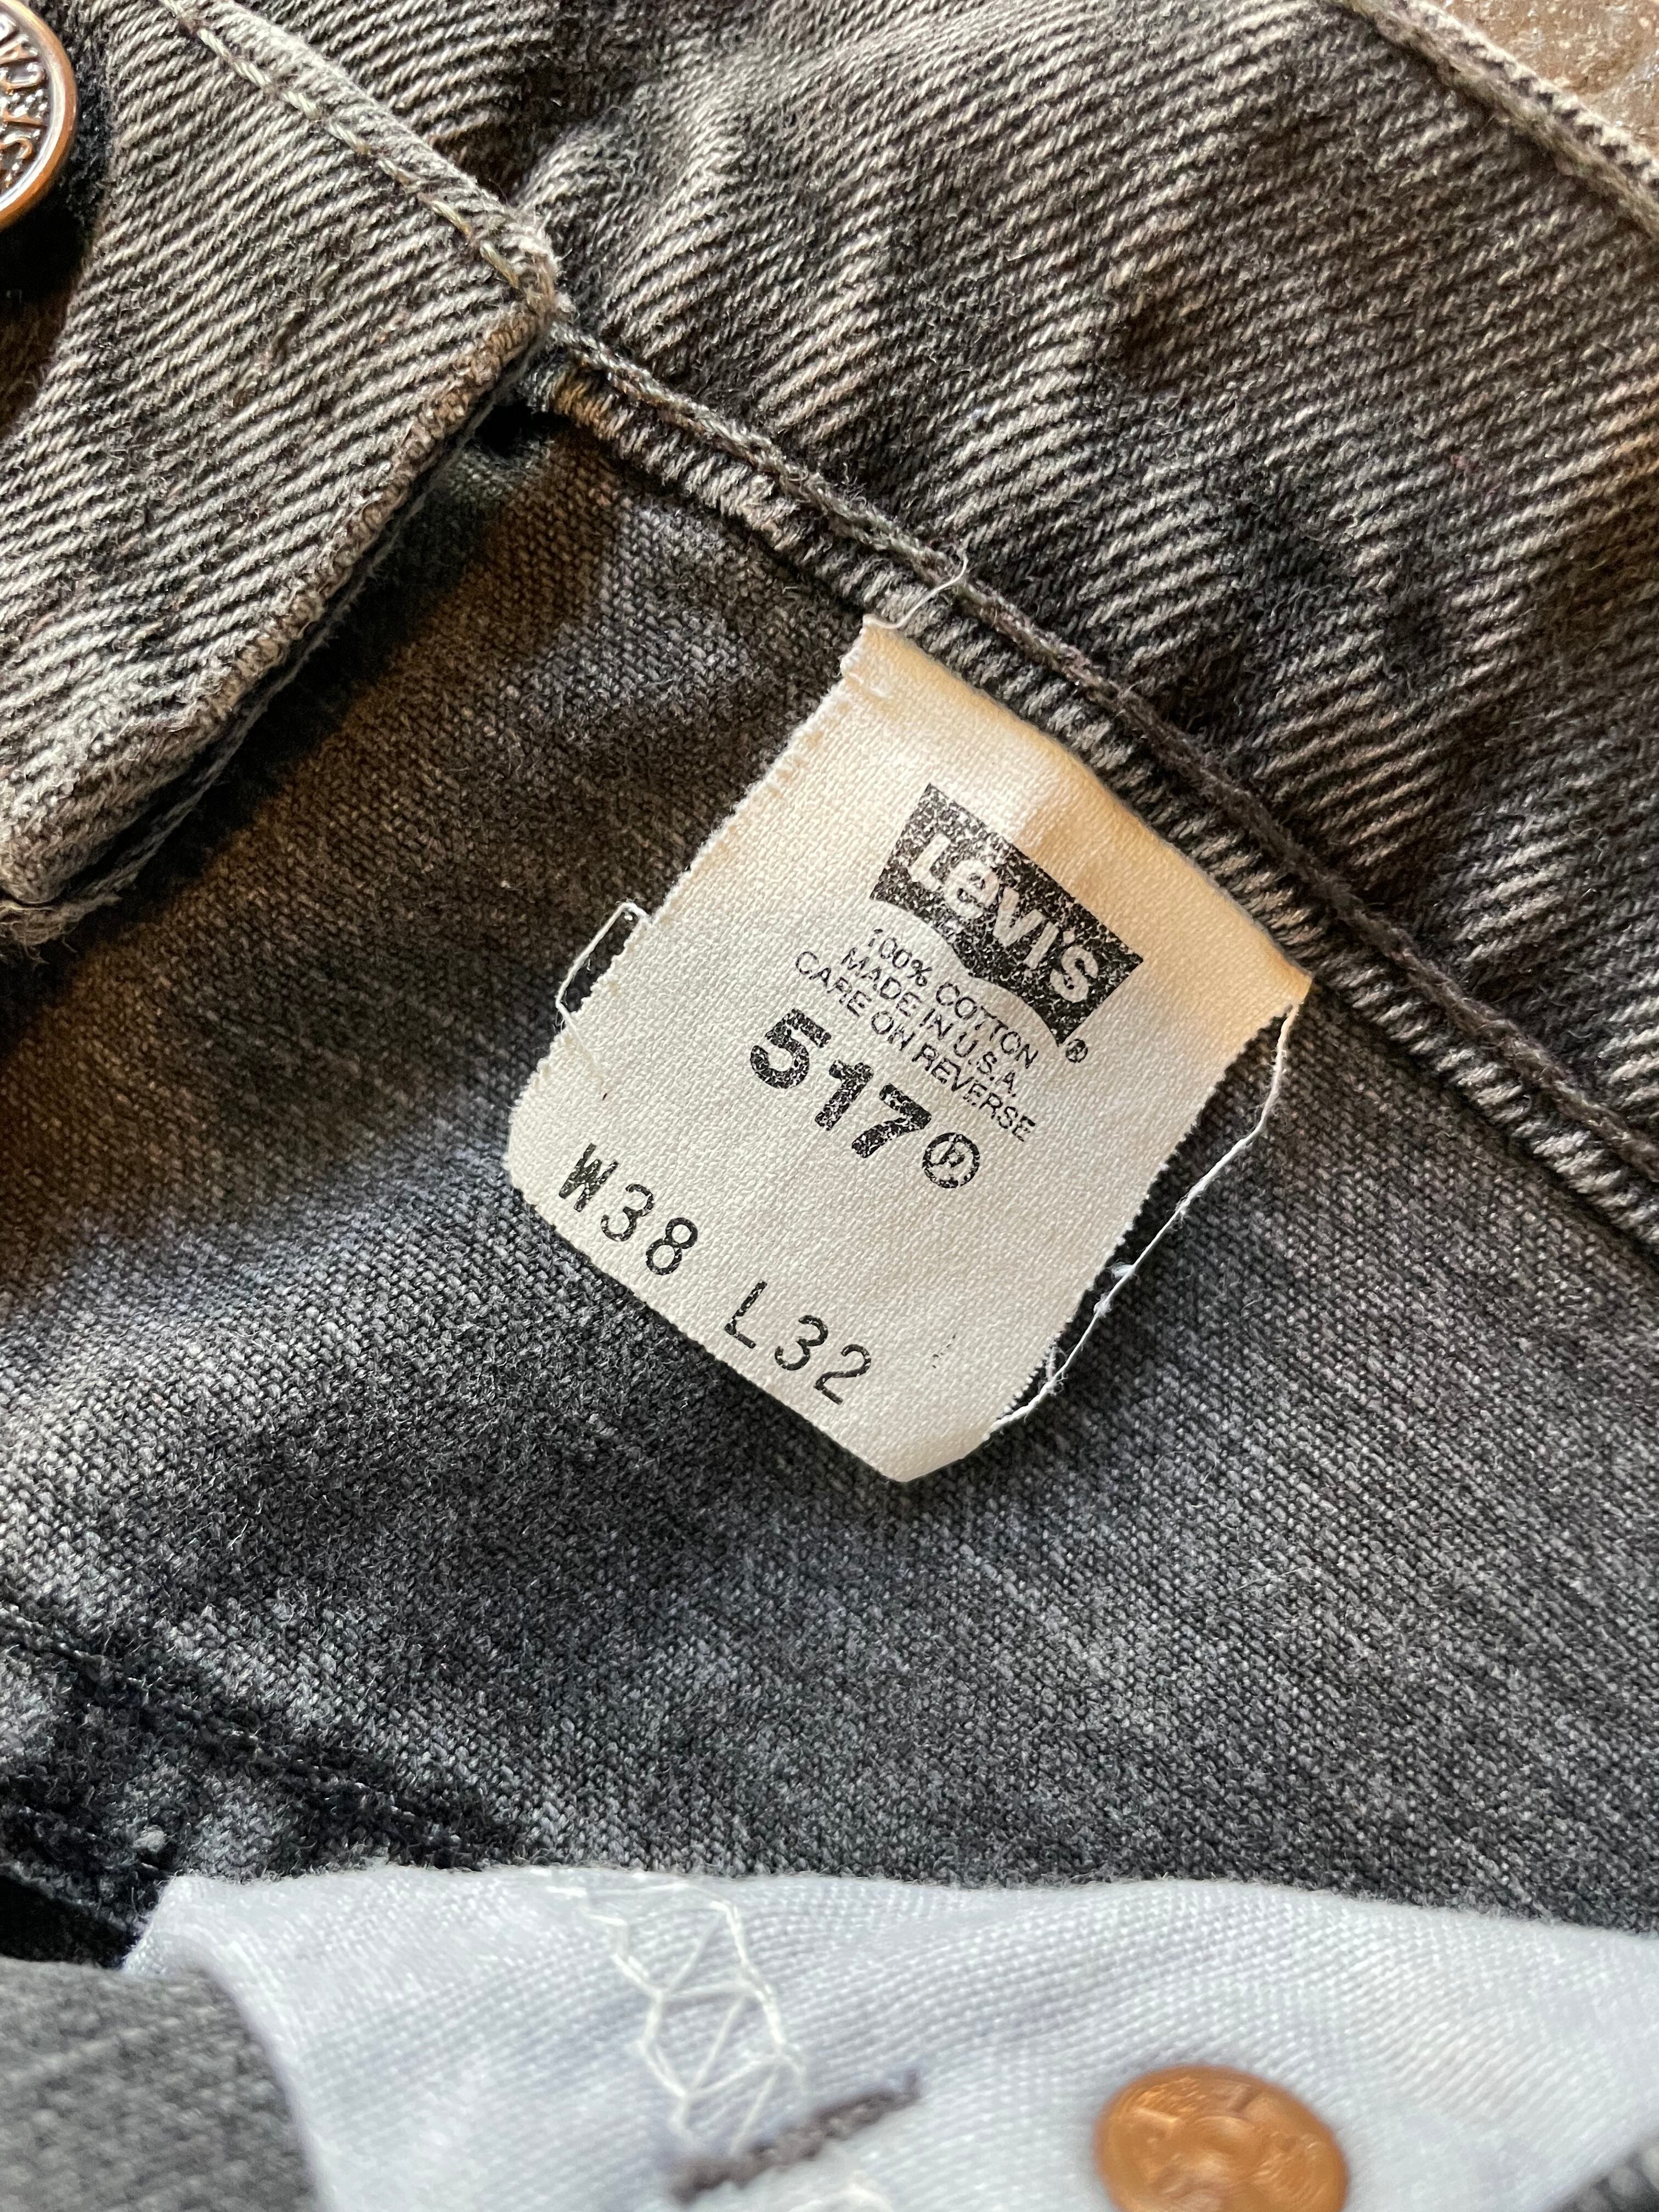 Levi's®
100% COTTON
MADE IN U.S.A.
CARE ON REVERSE
517®
W38 L32